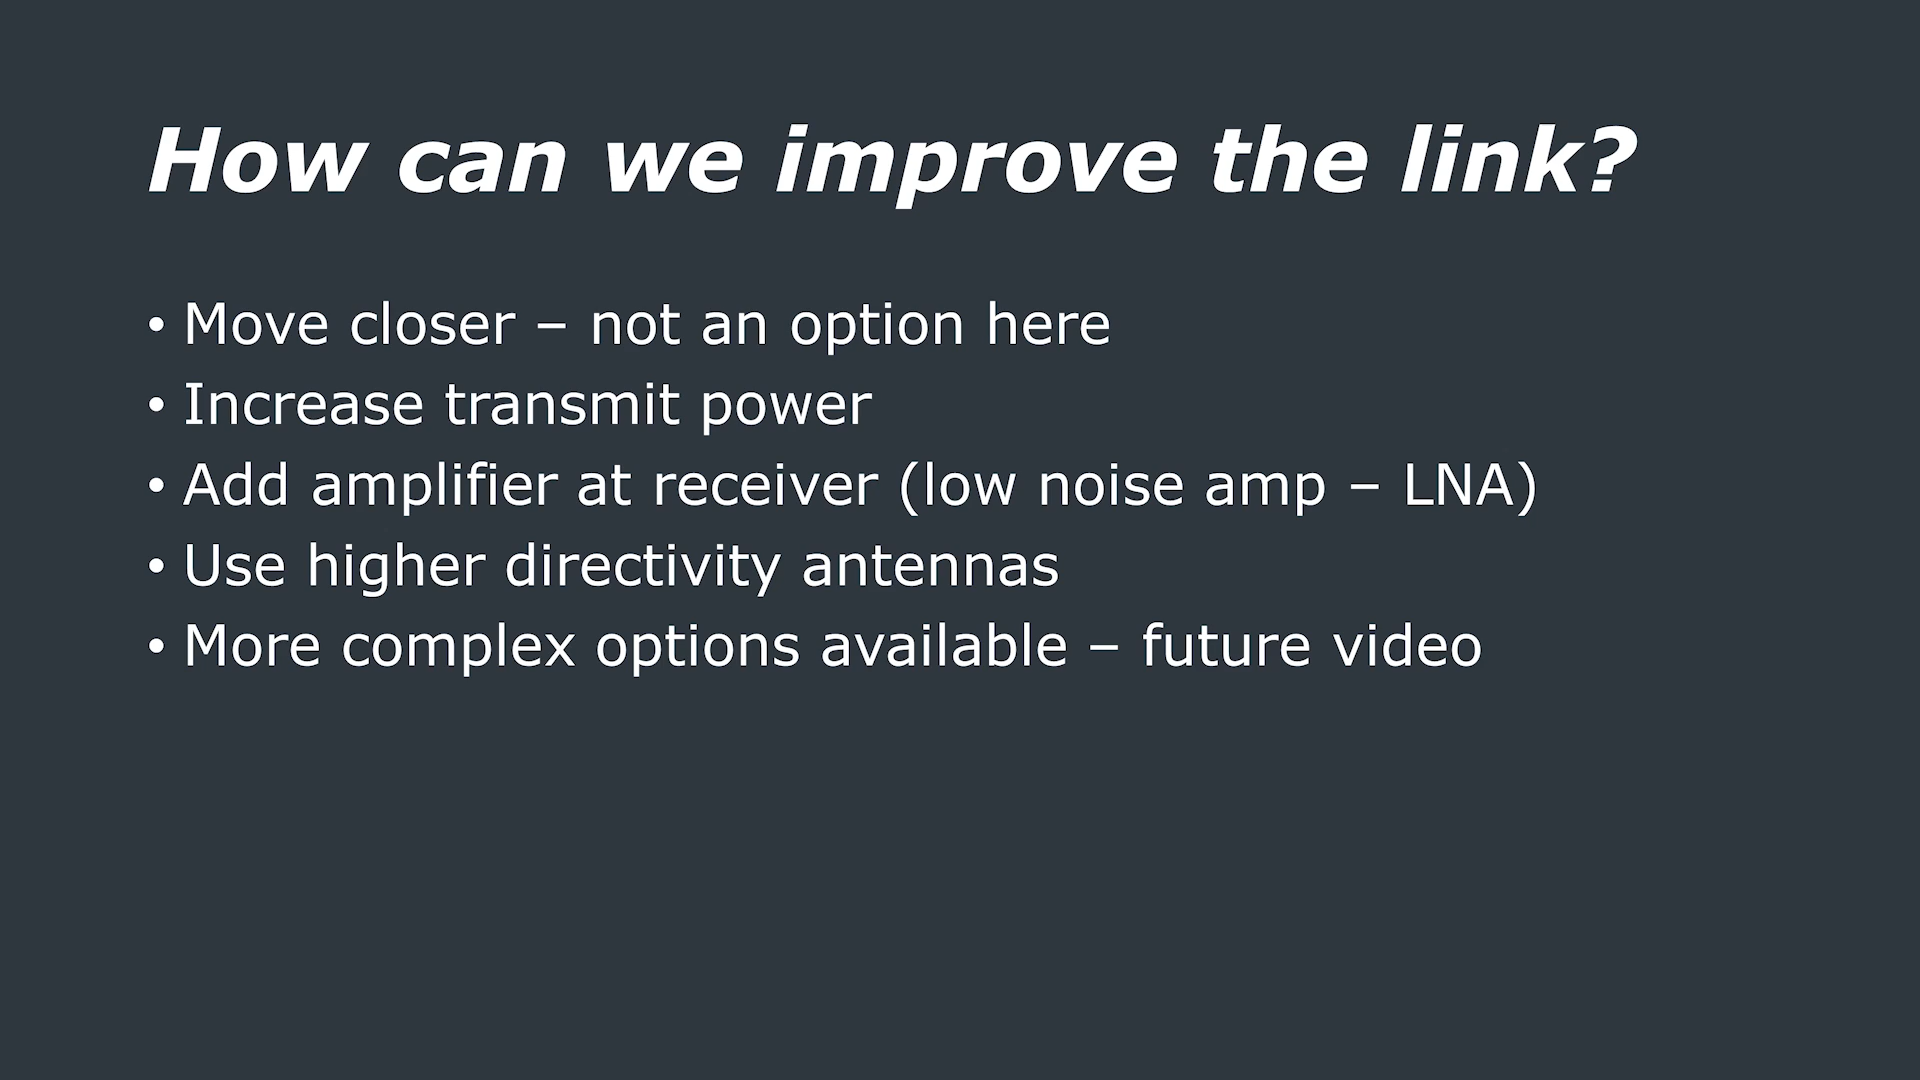 How can we improve the link?
• Move closer – not an option here
• Increase transmit power
• Add amplifier at receiver (low noise amp – LNA)
• Use higher directivity antennas
• More complex options available – future video